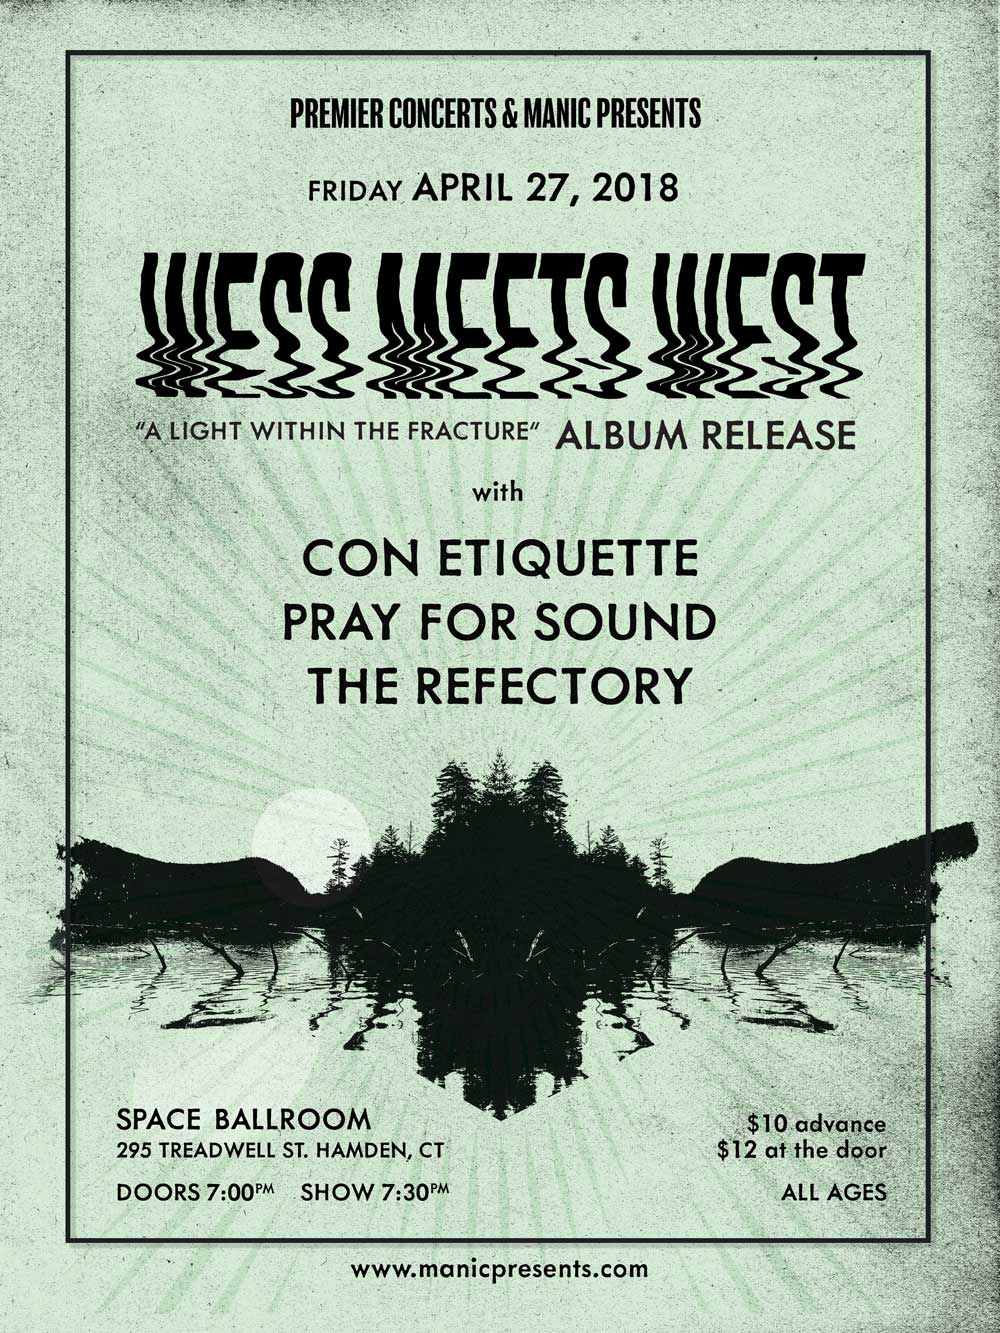 PREMIER CONCERTS & MANIC PRESENTS
FRIDAY APRIL 27, 2018
WESS MEETS WEST
"A LIGHT WITHIN THE FRACTURE" ALBUM RELEASE
with
CON ETIQUETTE
PRAY FOR SOUND
THE REFECTORY
SPACE BALLROOM
295 TREADWELL ST. HAMDEN, CT
DOORS 7:00PM SHOW 7:30PM
$10 advance
$12 at the door
ALL AGES
www.manicpresents.com